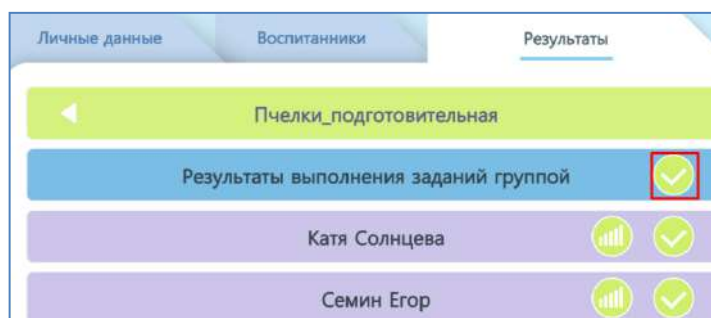 Личные данные Воспитанники Результаты
Пчелки_подготовительная
Результаты выполнения заданий группой
Катя Солнцева
Семин Егор